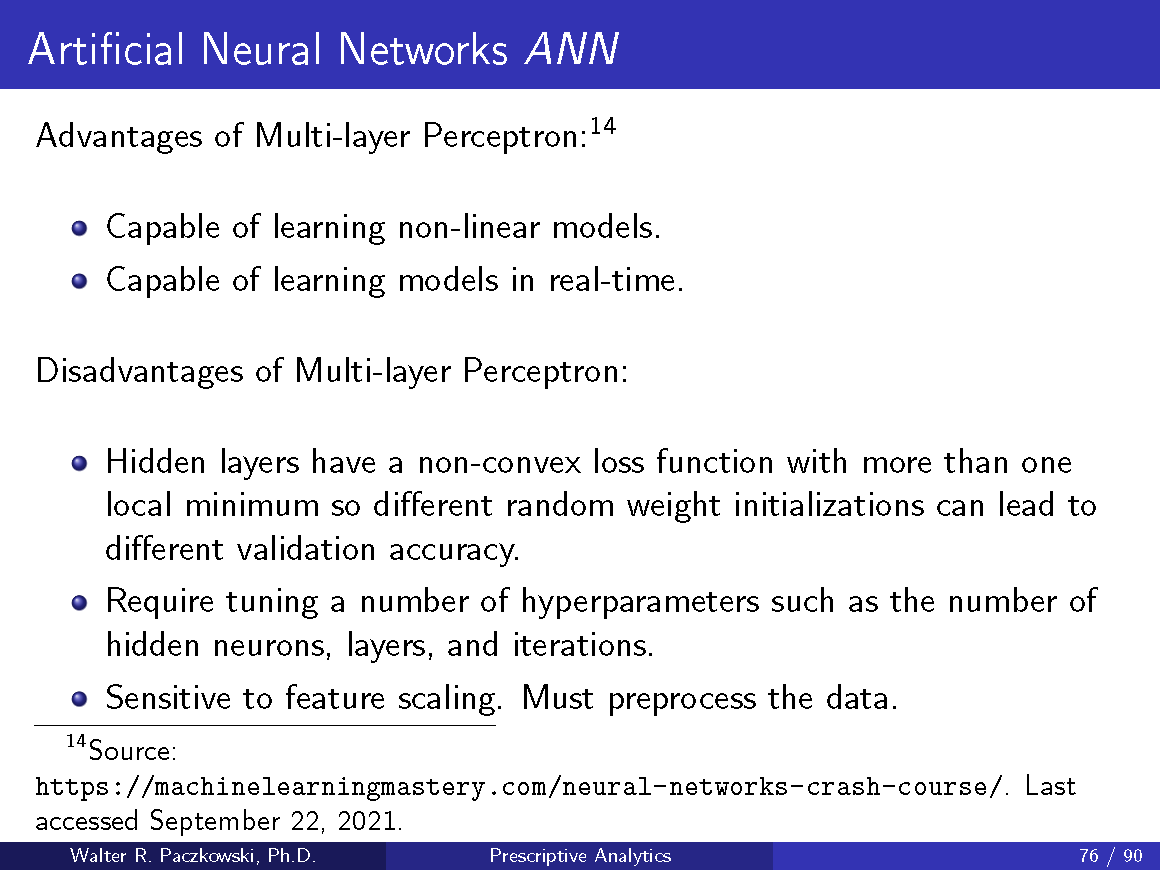 Artificial Neural Networks ANN
Advantages of Multi-layer Perceptron:14
Capable of learning non-linear models.
Capable of learning models in real-time.
Disadvantages of Multi-layer Perceptron:
Hidden layers have a non-convex loss function with more than one
local minimum so different random weight initializations can lead to
different validation accuracy.
Require tuning a number of hyperparameters such as the number of
hidden neurons, layers, and iterations.
Sensitive to feature scaling. Must preprocess the data.
14Source:
https://machinelearningmastery.com/neural-networks-crash-course/. Last
accessed September 22, 2021.
Walter R. Paczkowski, Ph.D. Prescriptive Analytics 76 / 90